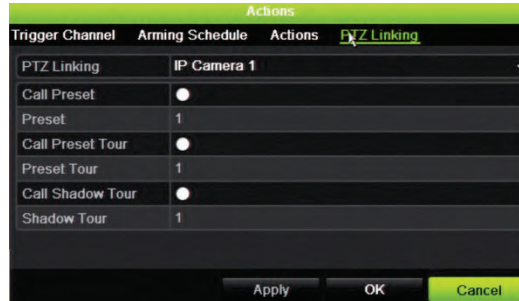 Actions
Trigger Channel Arming Schedule Actions PTZ Linking
PTZ Linking IP Camera 1
Call Preset
Preset 1
Call Preset Tour
Preset Tour 1
Call Shadow Tour
Shadow Tour 1
Apply OK Cancel